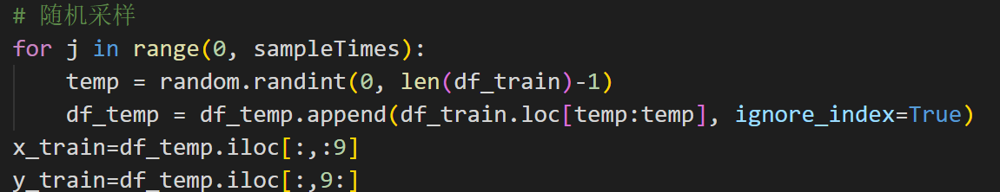 # 随机采样
for j in range(0, sampleTimes):
    temp = random.randint(0, len(df_train)-1)
    df_temp = df_temp.append(df_train.loc[temp:temp], ignore_index=True)
x_train=df_temp.iloc[:,:9]
y_train=df_temp.iloc[:,9:]